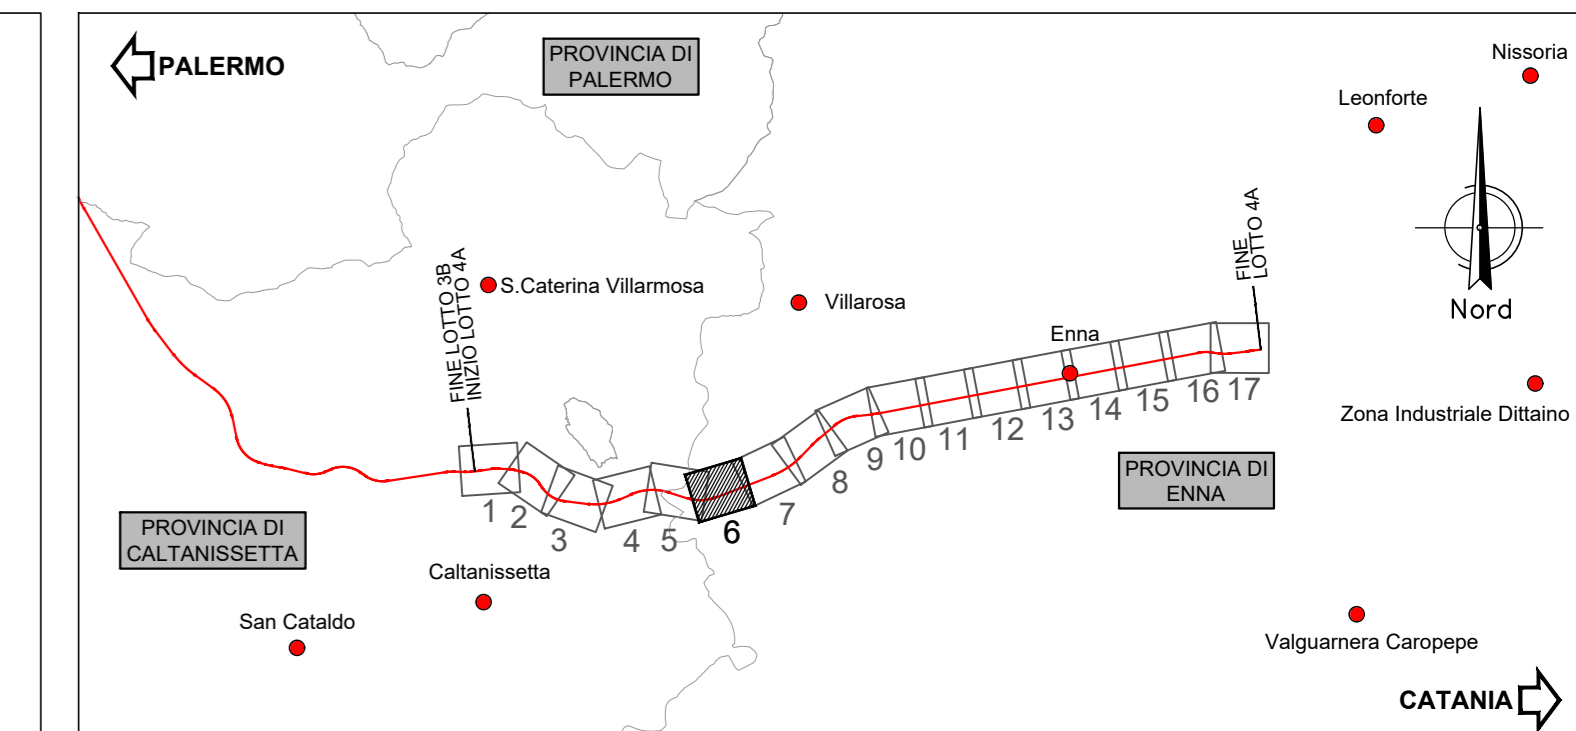 PALERMO
PROVINCIA DI
PALERMO
Nissoria
Leonforte
Nord
FINE LOTTO 3B
INIZIO LOTTO 4A
S.Caterina Villarmosa
Villarosa
FINE
LOTTO 4A
Enna
Zona Industriale Dittaino
1
2
3
4
5
6
7
8
9
10
11
12
13
14
15
16
17
PROVINCIA DI
ENNA
PROVINCIA DI
CALTANISSETTA
Caltanissetta
San Cataldo
Valguarnera Caropepe
CATANIA